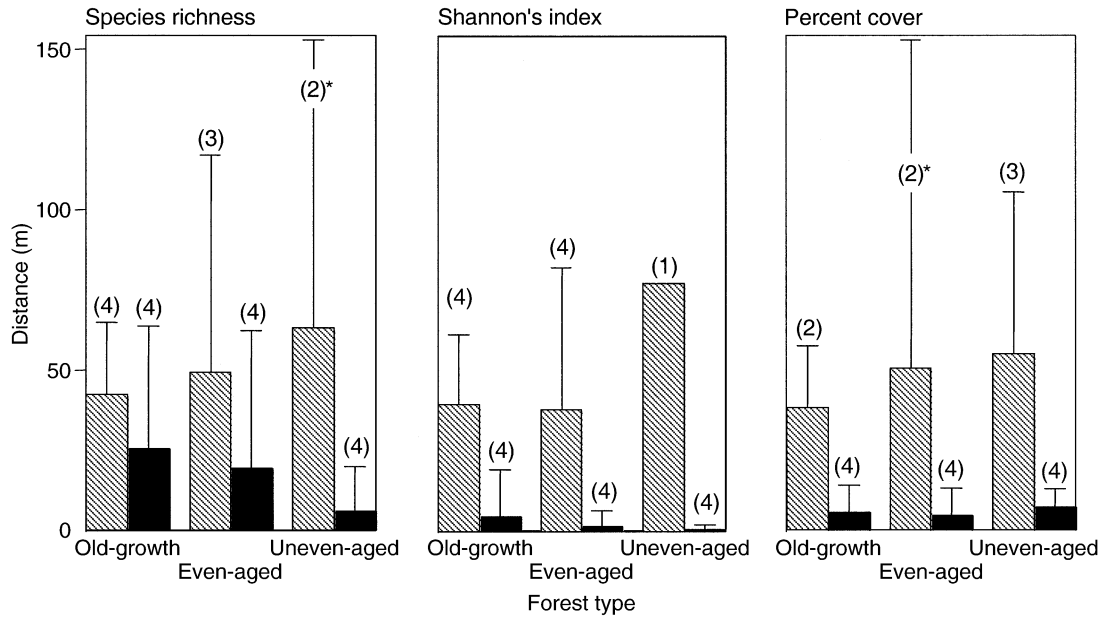 Species richness
Shannon's index
Percent cover
150
100
50
0
Distance (m)
(4)
(4)
(3)
(4)
(2)*
(4)
(4)
(4)
(4)
(4)
(1)
(4)
(2)
(4)
(2)*
(4)
(3)
(4)
Old-growth
Even-aged
Uneven-aged
Old-growth
Even-aged
Uneven-aged
Old-growth
Even-aged
Uneven-aged
Forest type